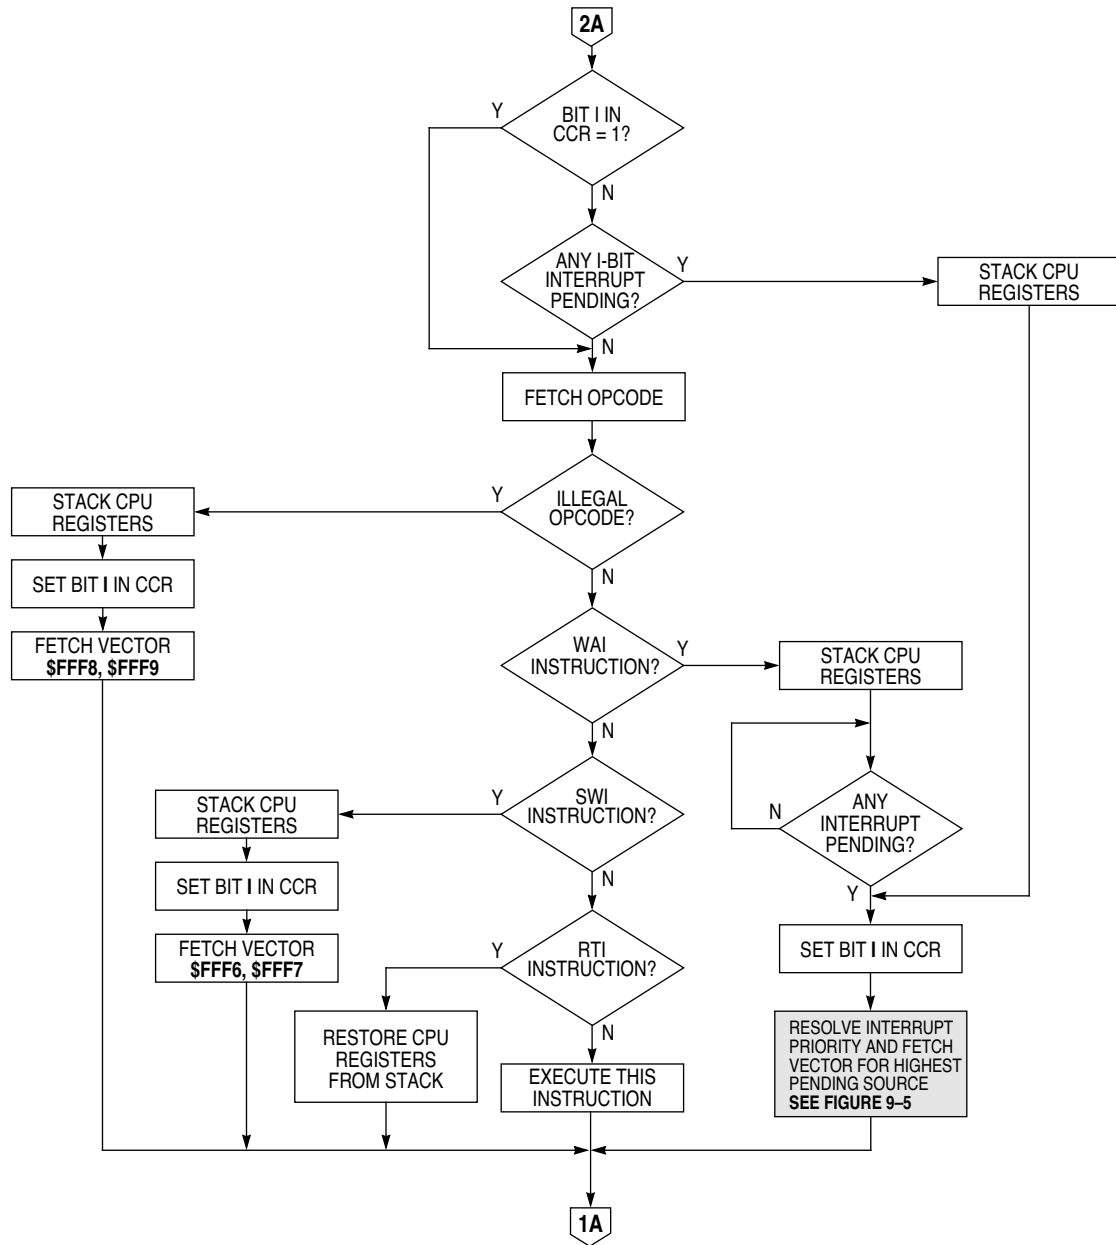 2A
BIT I IN
CCR = 1?
Y
N
ANY I-BIT
INTERRUPT
PENDING?
Y
N
STACK CPU
REGISTERS
FETCH OPCODE
ILLEGAL
OPCODE?
Y
N
STACK CPU
REGISTERS
SET BIT I IN CCR
FETCH VECTOR
$FFF8, $FFF9
WAI
INSTRUCTION?
Y
N
STACK CPU
REGISTERS
ANY
INTERRUPT
PENDING?
N
Y
SWI
INSTRUCTION?
Y
N
STACK CPU
REGISTERS
SET BIT I IN CCR
FETCH VECTOR
$FFF6, $FFF7
RTI
INSTRUCTION?
Y
N
RESTORE CPU
REGISTERS
FROM STACK
EXECUTE THIS
INSTRUCTION
SET BIT I IN CCR
RESOLVE INTERRUPT
PRIORITY AND FETCH
VECTOR FOR HIGHEST
PENDING SOURCE
SEE FIGURE 9–5
1A